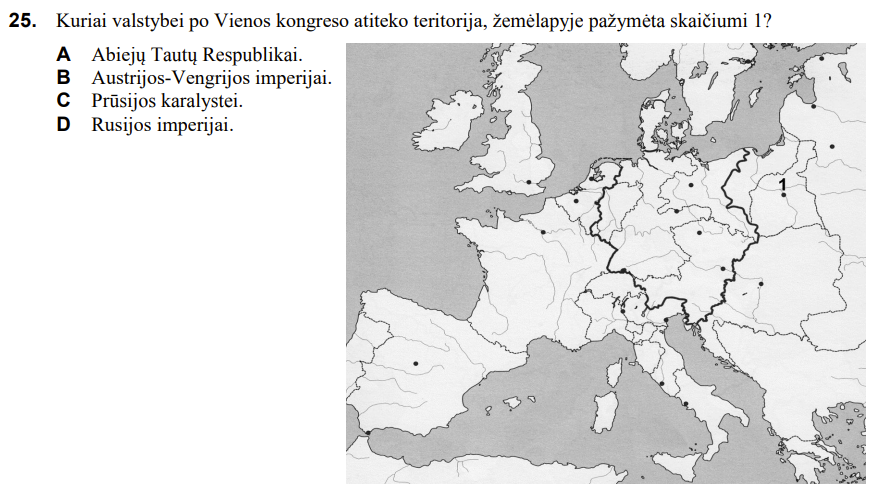 25. Kuriai valstybei po Vienos kongreso atiteko teritorija, žemėlapyje pažymėta skaičiumi 1?
A Abiejų Tautų Respublikai.
B Austrijos-Vengrijos imperijai.
C Prūsijos karalystei.
D Rusijos imperijai.
1